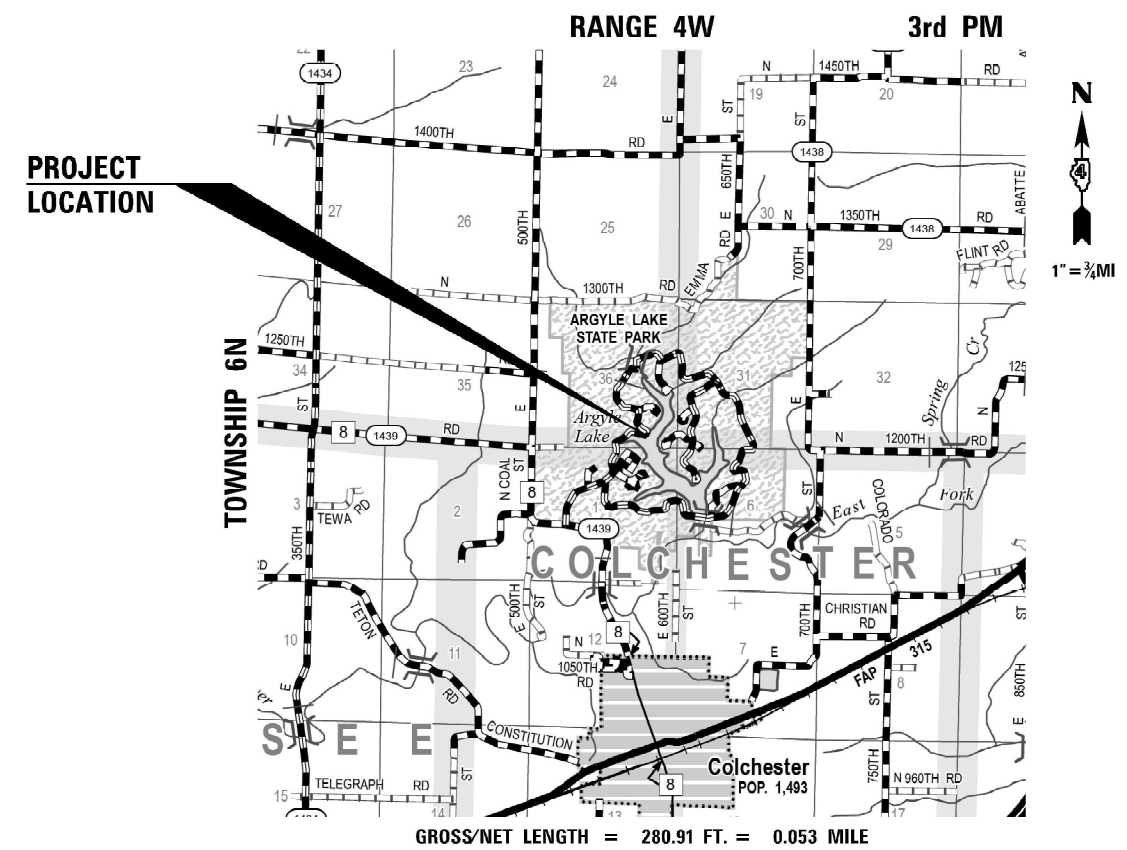 RANGE 4W
3rd PM
1434
23
24
N
1450TH
RD
19
20
ST
ST
E
1400TH
RD
N
4
1"=¾MI
1438
PROJECT
LOCATION
650TH
E
RD
ABATTE
27
26
25
500TH
30
N
1350TH
RD
1438
29
700TH
FLINT RD
EMMA
N
1300TH
RD
ARGYLE LAKE
STATE PARK
TOWNSHIP 6N
1250TH
34
35
36
31
32
Cr
125
Spring
N
ST
E
E
Argyle
Lake
8
1439
RD
N
1200TH
RD
N COAL
ST
8
ST
East
Fork
COLORADO
3
TEWA RD
2
1
6
5
350TH
1439
COLCHESTER
500TH
ST
E
E 600TH
ST
700TH
CHRISTIAN
RD
ST
TETON
RD
10
11
8
N
12
1050TH
RD
7
E
315
FAP
ST
8
850TH
E
E
S E E
CONSTITUTION
ST
Colchester
POP. 1,493
8
750TH
N 960TH RD
15
TELEGRAPH RD
14
13
17
GROSS/NET LENGTH = 280.91 FT. = 0.053 MILE